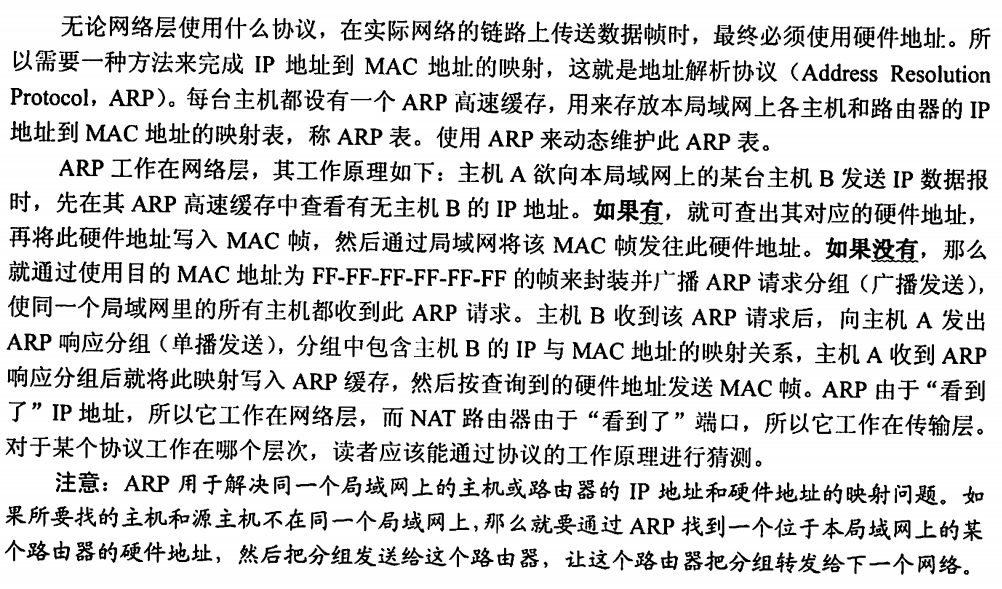 无论网络层使用什么协议，在实际网络的链路上传送数据帧时，最终必须使用硬件地址。所
以需要一种方法来完成 IP 地址到 MAC 地址的映射，这就是地址解析协议（Address Resolution
Protocol，ARP）。每台主机都设有一个 ARP 高速缓存，用来存放本局域网上各主机和路由器的 IP
地址到 MAC 地址的映射表，称 ARP 表。使用 ARP 来动态维护此 ARP 表。
ARP 工作在网络层，其工作原理如下：主机 A 欲向本局域网上的某台主机 B 发送 IP 数据报
时，先在其 ARP 高速缓存中查看有无主机 B 的 IP 地址。如果有，就可查出其对应的硬件地址，
再将此硬件地址写入 MAC 帧，然后通过局域网将该 MAC 帧发往此硬件地址。如果没有，那么
就通过使用目的 MAC 地址为 FF-FF-FF-FF-FF-FF 的帧来封装并广播 ARP 请求分组（广播发送），
使同一个局域网里的所有主机都收到此 ARP 请求。主机 B 收到该 ARP 请求后，向主机 A 发出
ARP 响应分组（单播发送），分组中包含主机 B 的 IP 与 MAC 地址的映射关系，主机 A 收到 ARP
响应分组后就将此映射写入 ARP 缓存，然后按查询到的硬件地址发送 MAC 帧。ARP 由于“看到
了”IP 地址，所以它工作在网络层，而 NAT 路由器由于“看到了”端口，所以它工作在传输层。
对于某个协议工作在哪个层次，读者应该能通过协议的工作原理进行猜测。
注意：ARP 用于解决同一个局域网上的主机或路由器的 IP 地址和硬件地址的映射问题。如
果所要找的主机和源主机不在同一个局域网上，那么就要通过 ARP 找到一个位于本局域网上的某
个路由器的硬件地址，然后把分组发送给这个路由器，让这个路由器把分组转发给下一个网络。